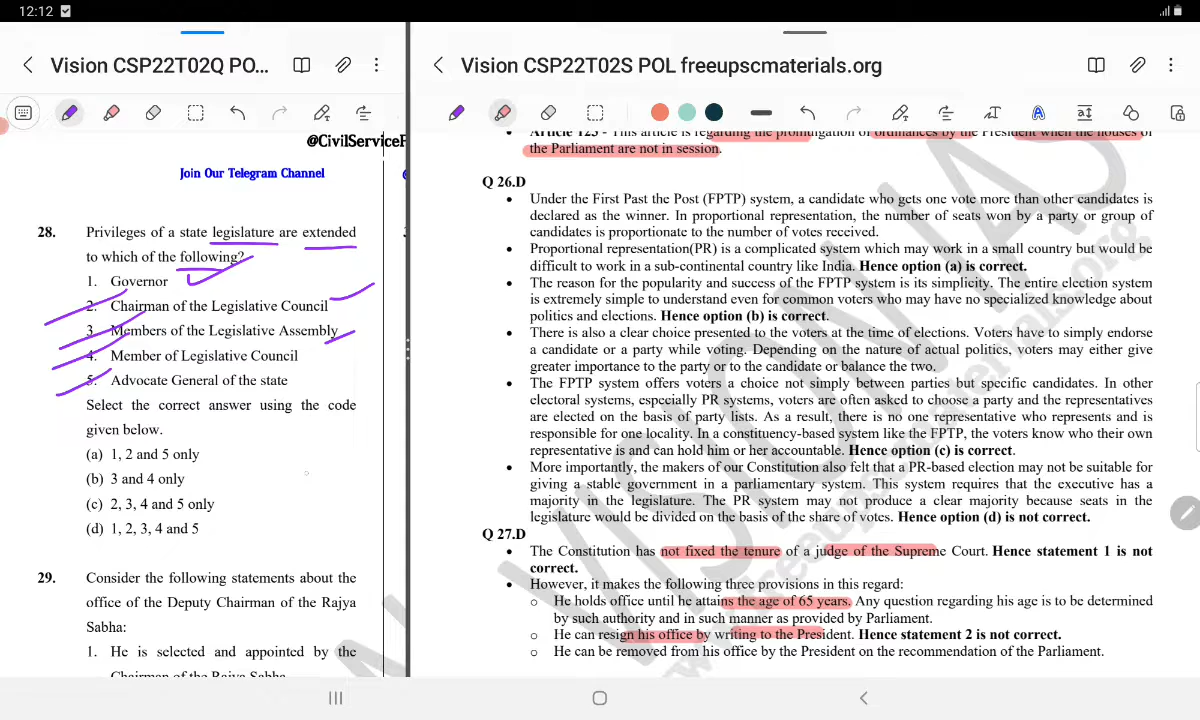 12:12
Vision CSP22T02Q PO...
@CivilServiceF
Join Our Telegram Channel
28. Privileges of a state legislature are extended
to which of the following?
1. Governor
2. Chairman of the Legislative Council
3. Members of the Legislative Assembly
4. Member of Legislative Council
5. Advocate General of the state
Select the correct answer using the code
given below.
(a) 1, 2 and 5 only
(b) 3 and 4 only
(c) 2, 3, 4 and 5 only
(d) 1, 2, 3, 4 and 5
29. Consider the following statements about the
office of the Deputy Chairman of the Rajya
Sabha:
1. He is selected and appointed by the
Chairman of the Rajya Sabha
Vision CSP22T02S POL freeupscmaterials.org
• Article 123 - This article is regarding the promulgation of ordinances by the President when the houses of
the Parliament are not in session.
Q 26.D
• Under the First Past the Post (FPTP) system, a candidate who gets one vote more than other candidates is
declared as the winner. In proportional representation, the number of seats won by a party or group of
candidates is proportionate to the number of votes received.
• Proportional representation(PR) is a complicated system which may work in a small country but would be
difficult to work in a sub-continental country like India. Hence option (a) is correct.
• The reason for the popularity and success of the FPTP system is its simplicity. The entire election system
is extremely simple to understand even for common voters who may have no specialized knowledge about
politics and elections. Hence option (b) is correct.
• There is also a clear choice presented to the voters at the time of elections. Voters have to simply endorse
a candidate or a party while voting. Depending on the nature of actual politics, voters may either give
greater importance to the party or to the candidate or balance the two.
• The FPTP system offers voters a choice not simply between parties but specific candidates. In other
electoral systems, especially PR systems, voters are often asked to choose a party and the representatives
are elected on the basis of party lists. As a result, there is no one representative who represents and is
responsible for one locality. In a constituency-based system like the FPTP, the voters know who their own
representative is and can hold him or her accountable. Hence option (c) is correct.
• More importantly, the makers of our Constitution also felt that a PR-based election may not be suitable for
giving a stable government in a parliamentary system. This system requires that the executive has a
majority in the legislature. The PR system may not produce a clear majority because seats in the
legislature would be divided on the basis of the share of votes. Hence option (d) is not correct.
Q 27.D
• The Constitution has not fixed the tenure of a judge of the Supreme Court. Hence statement 1 is not
correct.
• However, it makes the following three provisions in this regard:
o He holds office until he attains the age of 65 years. Any question regarding his age is to be determined
by such authority and in such manner as provided by Parliament.
o He can resign his office by writing to the President. Hence statement 2 is not correct.
o He can be removed from his office by the President on the recommendation of the Parliament.
VISION IAS